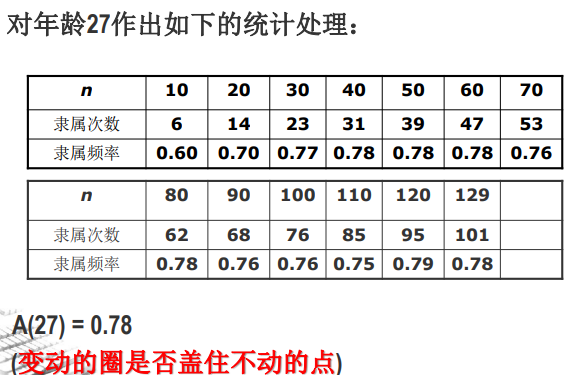 对年龄27作出如下的统计处理：
n 10 20 30 40 50 60 70
隶属次数 6 14 23 31 39 47 53
隶属频率 0.60 0.70 0.77 0.78 0.78 0.78 0.76
n 80 90 100 110 120 129
隶属次数 62 68 76 85 95 101
隶属频率 0.78 0.76 0.76 0.75 0.79 0.78
A(27) = 0.78
(变动的圈是否盖住不动的点)